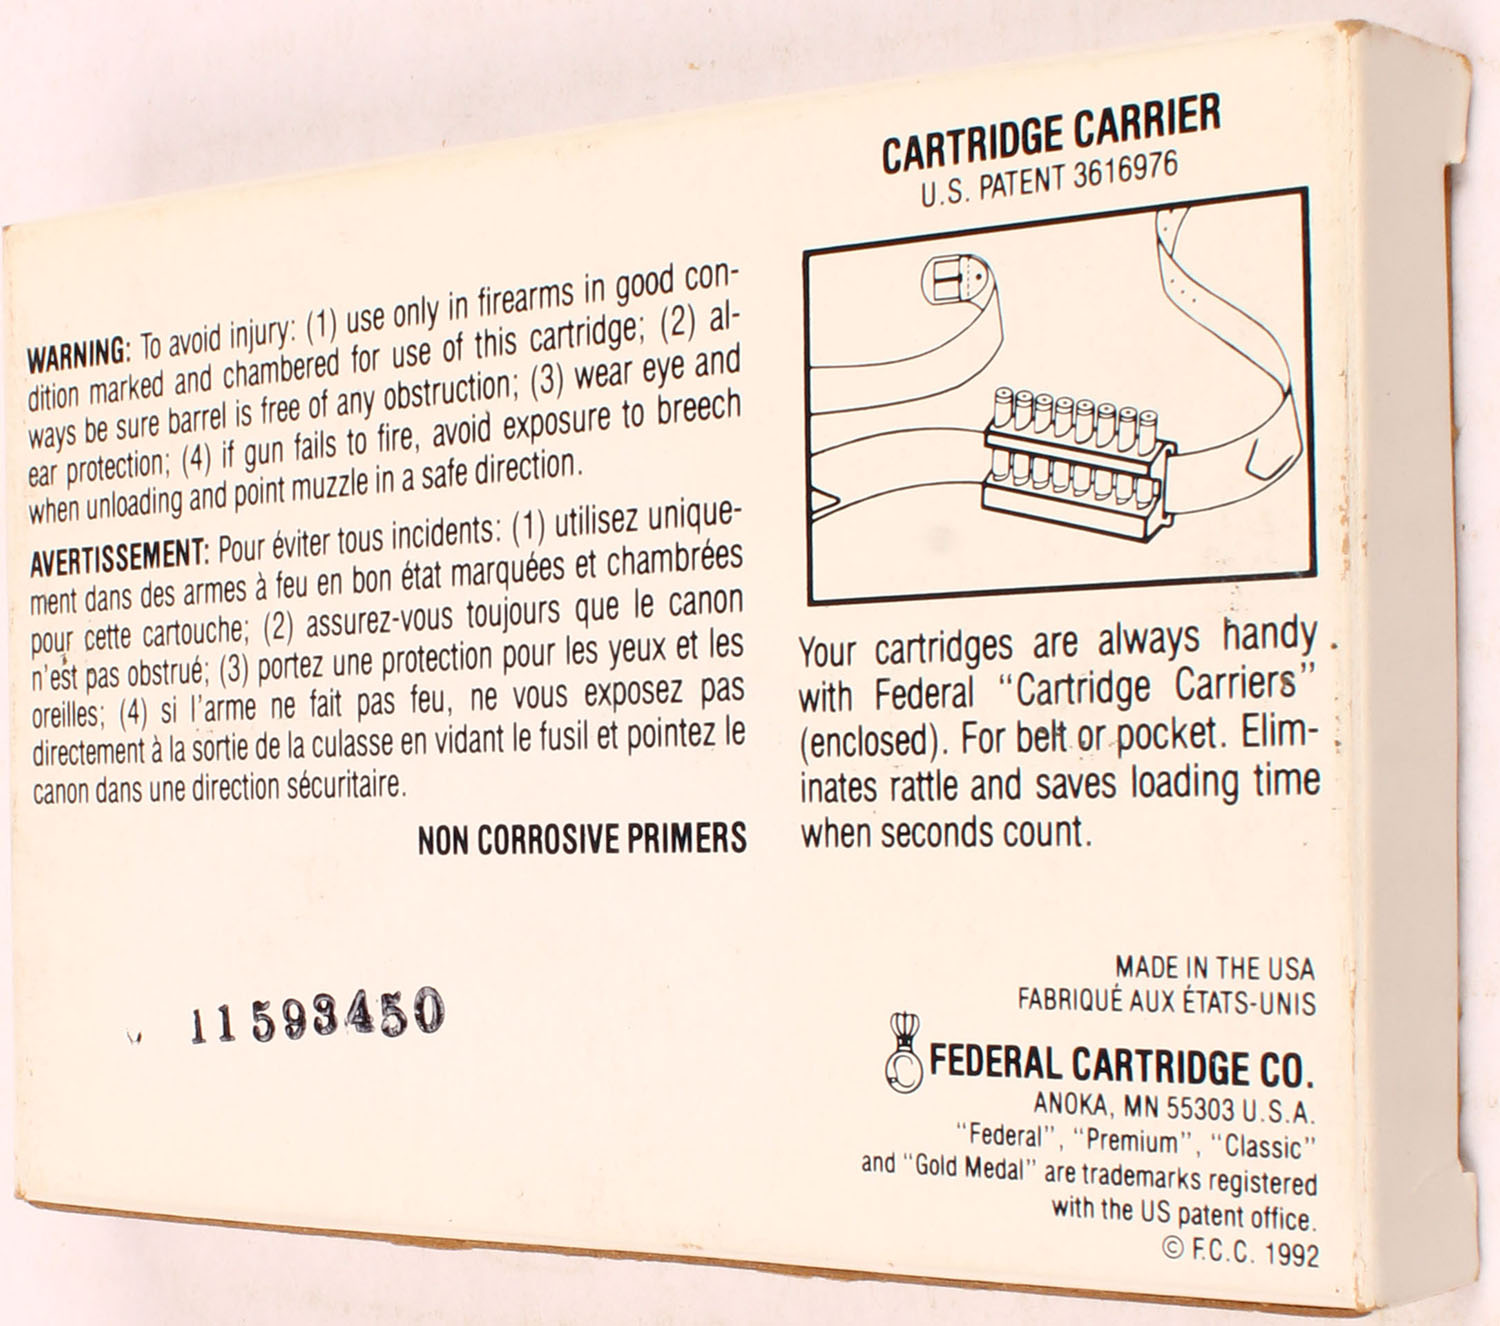 CARTRIDGE CARRIER
U.S. PATENT 3616976
WARNING: To avoid injury: (1) use only in firearms in good con-
dition marked and chambered for use of this cartridge; (2) al-
ways be sure barrel is free of any obstruction; (3) wear eye and
ear protection; (4) if gun fails to fire, avoid exposure to breech
when unloading and point muzzle in a safe direction.
AVERTISSEMENT: Pour éviter tous incidents: (1) utilisez unique-
ment dans des armes à feu en bon état marquées et chambrées
pour cette cartouche; (2) assurez-vous toujours que le canon
n'est pas obstrué; (3) portez une protection pour les yeux et les
oreilles; (4) si l'arme ne fait pas feu, ne vous exposez pas
directement à la sortie de la culasse en vidant le fusil et pointez le
canon dans une direction sécuritaire.
NON CORROSIVE PRIMERS
11593450
Your cartridges are always handy
with Federal "Cartridge Carriers"
(enclosed). For belt or pocket. Elim-
inates rattle and saves loading time
when seconds count.
MADE IN THE USA
FABRIQUÉ AUX ÉTATS-UNIS
FEDERAL CARTRIDGE CO.
ANOKA, MN 55303 U.S.A.
"Federal", "Premium", "Classic"
and "Gold Medal" are trademarks registered
with the US patent office.
© F.C.C. 1992